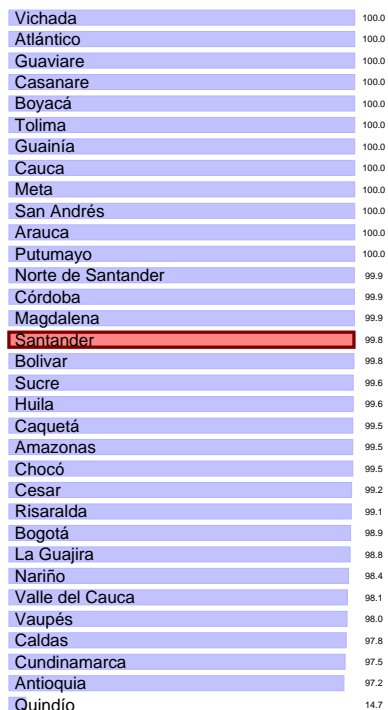 Vichada 100.0
Atlántico 100.0
Guaviare 100.0
Casanare 100.0
Boyacá 100.0
Tolima 100.0
Guainía 100.0
Cauca 100.0
Meta 100.0
San Andrés 100.0
Arauca 100.0
Putumayo 100.0
Norte de Santander 99.9
Córdoba 99.9
Magdalena 99.9
Santander 99.8
Bolivar 99.8
Sucre 99.6
Huila 99.6
Caquetá 99.5
Amazonas 99.5
Chocó 99.5
Cesar 99.2
Risaralda 99.1
Bogotá 98.9
La Guajira 98.8
Nariño 98.4
Valle del Cauca 98.1
Vaupés 98.0
Caldas 97.8
Cundinamarca 97.5
Antioquia 97.2
Quindío 14.7